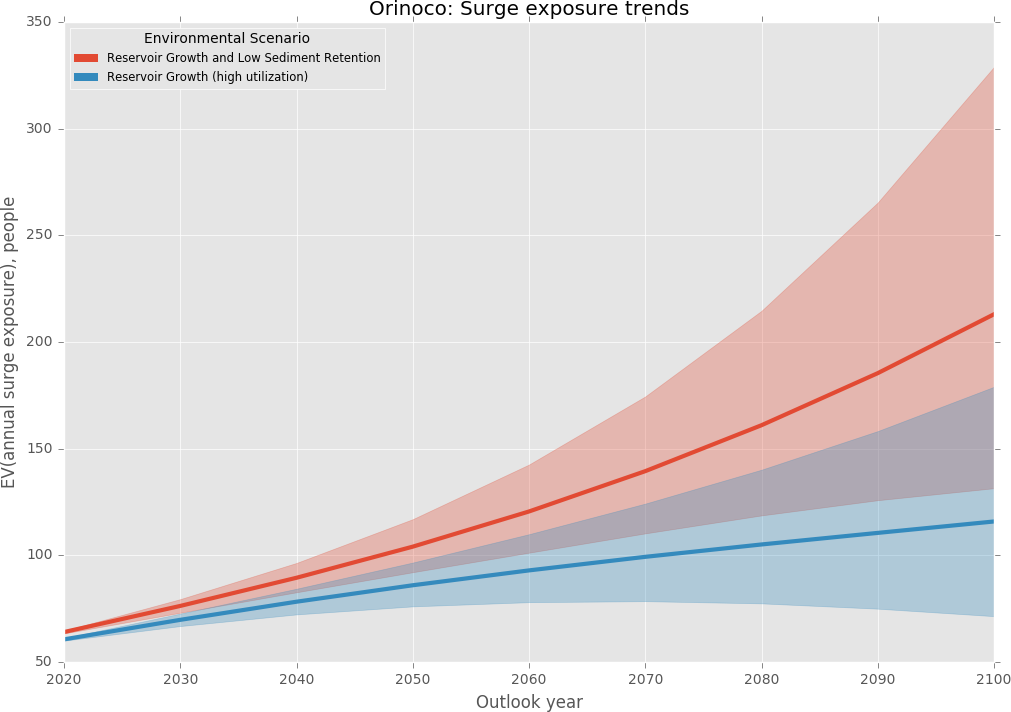 Orinoco: Surge exposure trends
Environmental Scenario
Reservoir Growth and Low Sediment Retention
Reservoir Growth (high utilization)
EV(annual surge exposure), people
350
300
250
200
150
100
50
2020 2030 2040 2050 2060 2070 2080 2090 2100
Outlook year